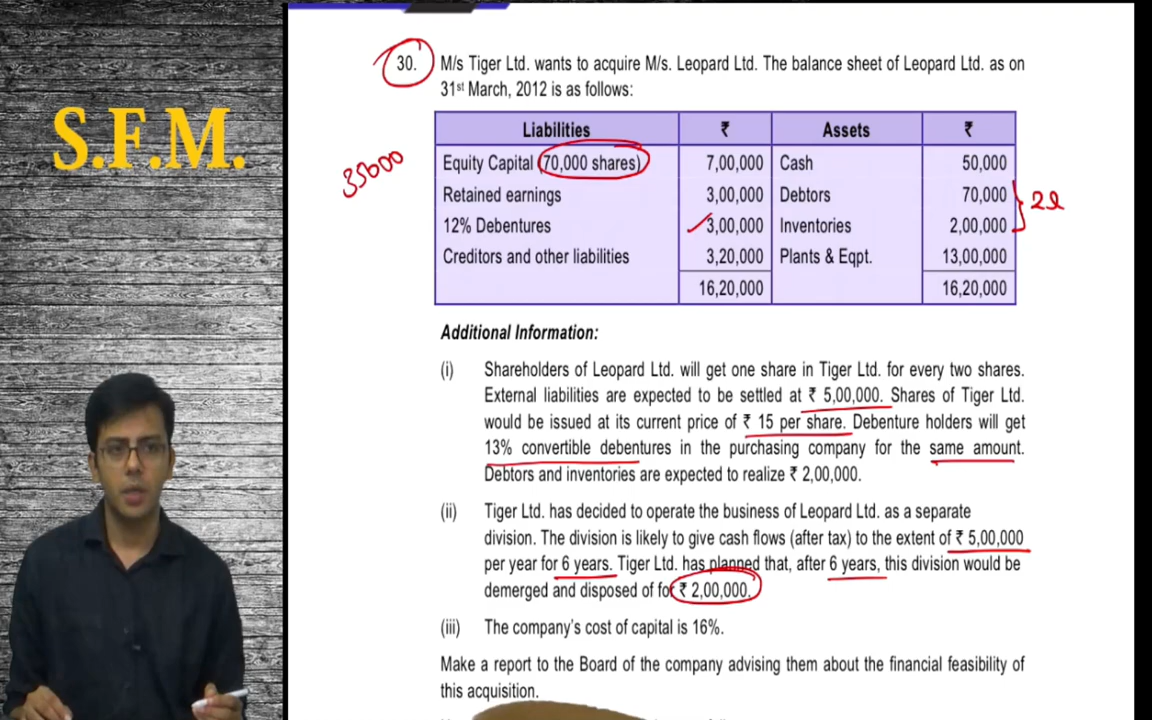 S.F.M.
30. M/s Tiger Ltd. wants to acquire M/s. Leopard Ltd. The balance sheet of Leopard Ltd. as on
31st March, 2012 is as follows:
Liabilities ₹ Assets ₹
35000
Equity Capital (70,000 shares) 7,00,000 Cash 50,000
Retained earnings 3,00,000 Debtors 70,000
12% Debentures 3,00,000 Inventories 2,00,000
2l
Creditors and other liabilities 3,20,000 Plants & Eqpt. 13,00,000
16,20,000 16,20,000
Additional Information:
(i) Shareholders of Leopard Ltd. will get one share in Tiger Ltd. for every two shares.
External liabilities are expected to be settled at ₹ 5,00,000. Shares of Tiger Ltd.
would be issued at its current price of ₹ 15 per share. Debenture holders will get
13% convertible debentures in the purchasing company for the same amount.
Debtors and inventories are expected to realize ₹ 2,00,000.
(ii) Tiger Ltd. has decided to operate the business of Leopard Ltd. as a separate
division. The division is likely to give cash flows (after tax) to the extent of ₹ 5,00,000
per year for 6 years. Tiger Ltd. has planned that, after 6 years, this division would be
demerged and disposed of for ₹ 2,00,000.
(iii) The company's cost of capital is 16%.
Make a report to the Board of the company advising them about the financial feasibility of
this acquisition.